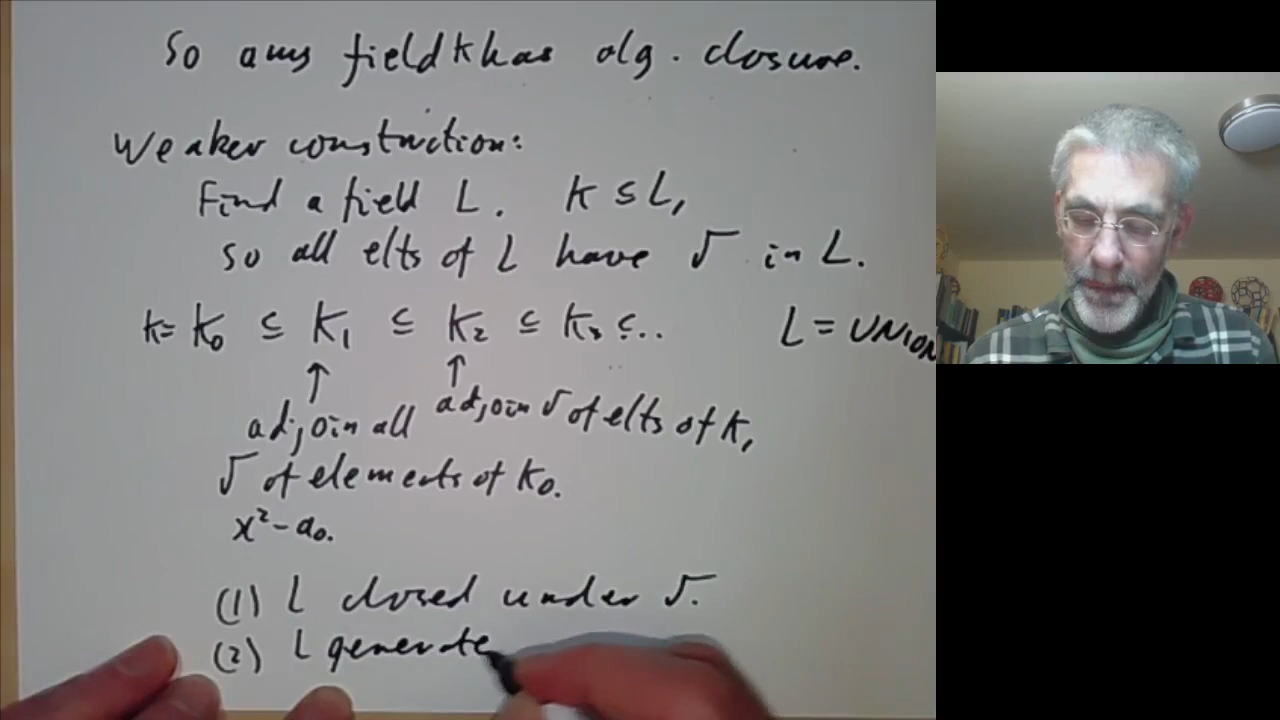 So any field K has alg. closure.
Weaker construction:
Find a field L. K ⊆ L,
so all elts of L have √ in L.
K = K₀ ⊆ K₁ ⊆ K₂ ⊆ K₃ ⊆.. L = UNION
↑ ↑
adjoin all adjoin √ of elts of K₁
√ of elements of K₀.
x² - a₀.
(1) L closed under √.
(2) L generate